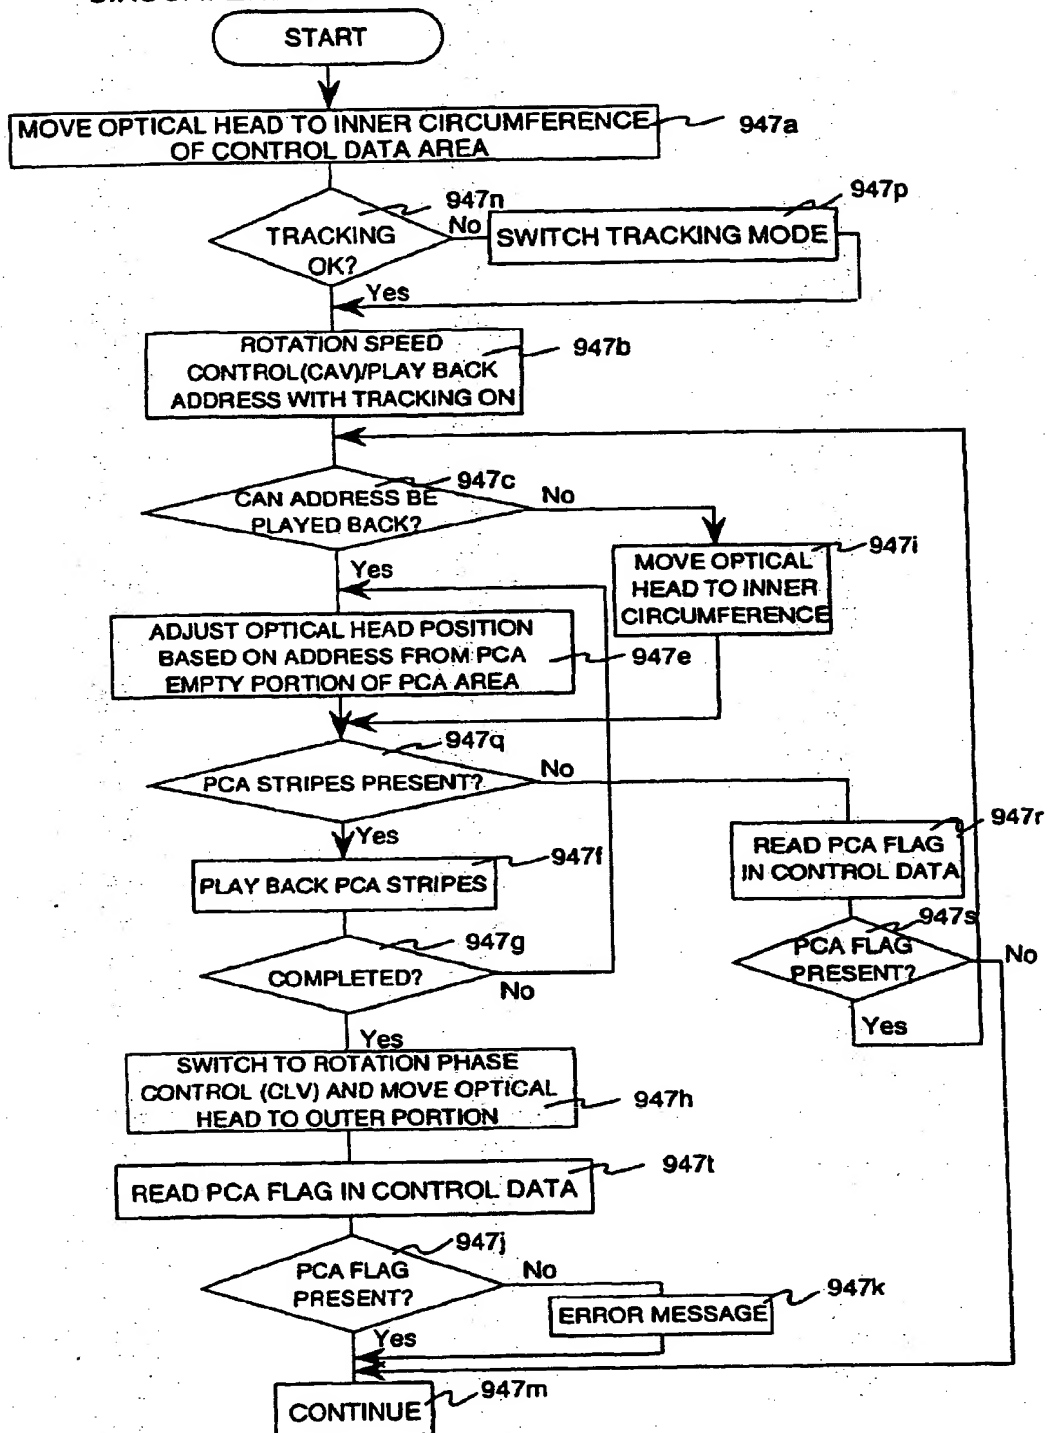 START
MOVE OPTICAL HEAD TO INNER CIRCUMFERENCE
OF CONTROL DATA AREA
947a
947n
TRACKING
OK?
No
947p
SWITCH TRACKING MODE
Yes
ROTATION SPEED
CONTROL(CAV)/PLAY BACK
ADDRESS WITH TRACKING ON
947b
947c
CAN ADDRESS BE
PLAYED BACK?
No
Yes
MOVE OPTICAL
HEAD TO INNER
CIRCUMFERENCE
947i
ADJUST OPTICAL HEAD POSITION
BASED ON ADDRESS FROM PCA
EMPTY PORTION OF PCA AREA
947e
947q
PCA STRIPES PRESENT?
No
Yes
947r
READ PCA FLAG
IN CONTROL DATA
PLAY BACK PCA STRIPES
947f
947s
PCA FLAG
PRESENT?
No
Yes
947g
COMPLETED?
No
Yes
SWITCH TO ROTATION PHASE
CONTROL (CLV) AND MOVE OPTICAL
HEAD TO OUTER PORTION
947h
947t
READ PCA FLAG IN CONTROL DATA
947j
PCA FLAG
PRESENT?
No
ERROR MESSAGE
947k
Yes
947m
CONTINUE